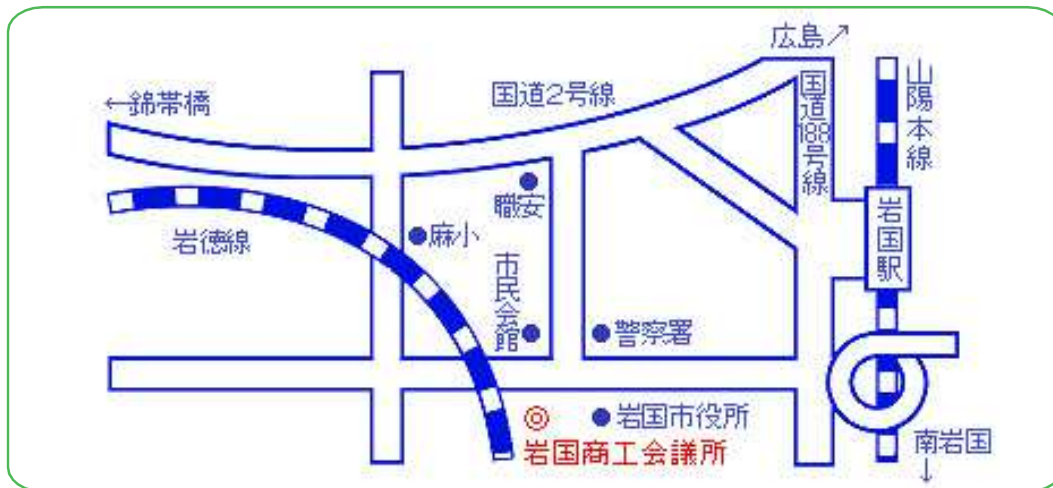 広島↗
←錦帯橋
国道2号線
国道188号線
山陽本線
職安
岩徳線
●麻小
市民会館
岩国駅
●警察署
◎
●岩国市役所
岩国商工会議所
南岩国
↓